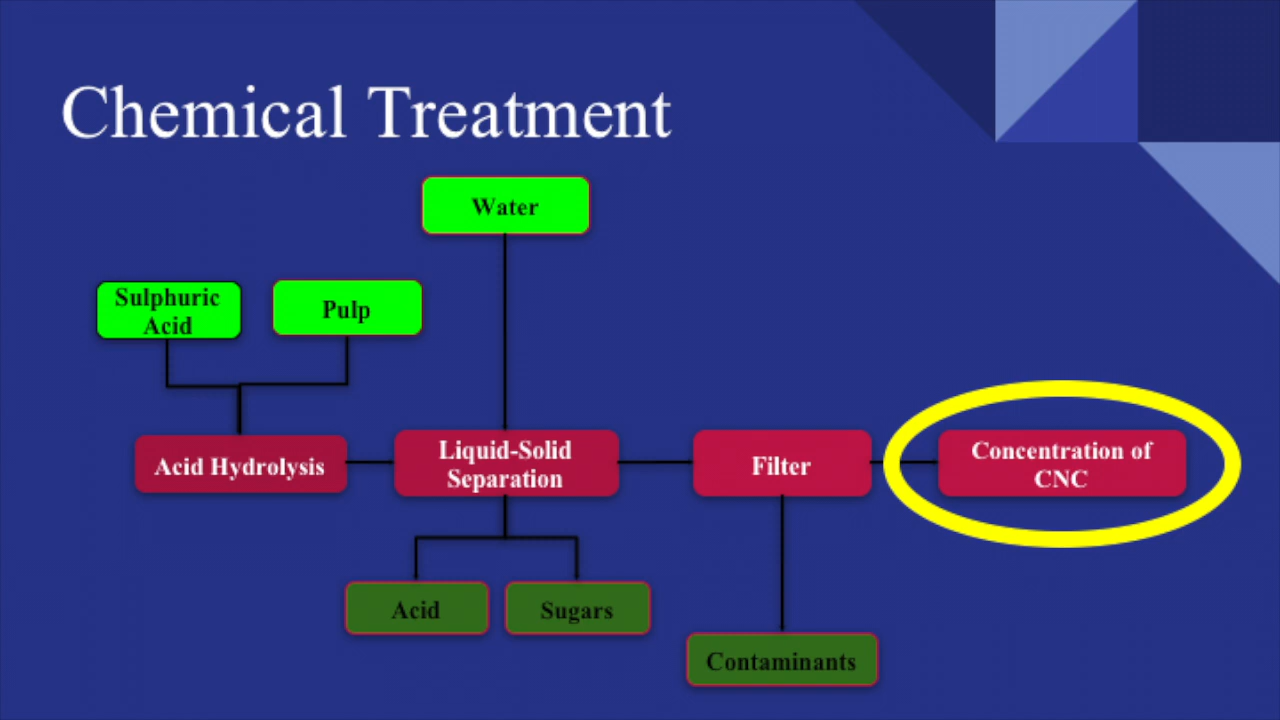 Chemical Treatment
Water
Sulphuric
Acid
Pulp
Acid Hydrolysis
Liquid-Solid
Separation
Filter
Concentration of
CNC
Acid
Sugars
Contaminants